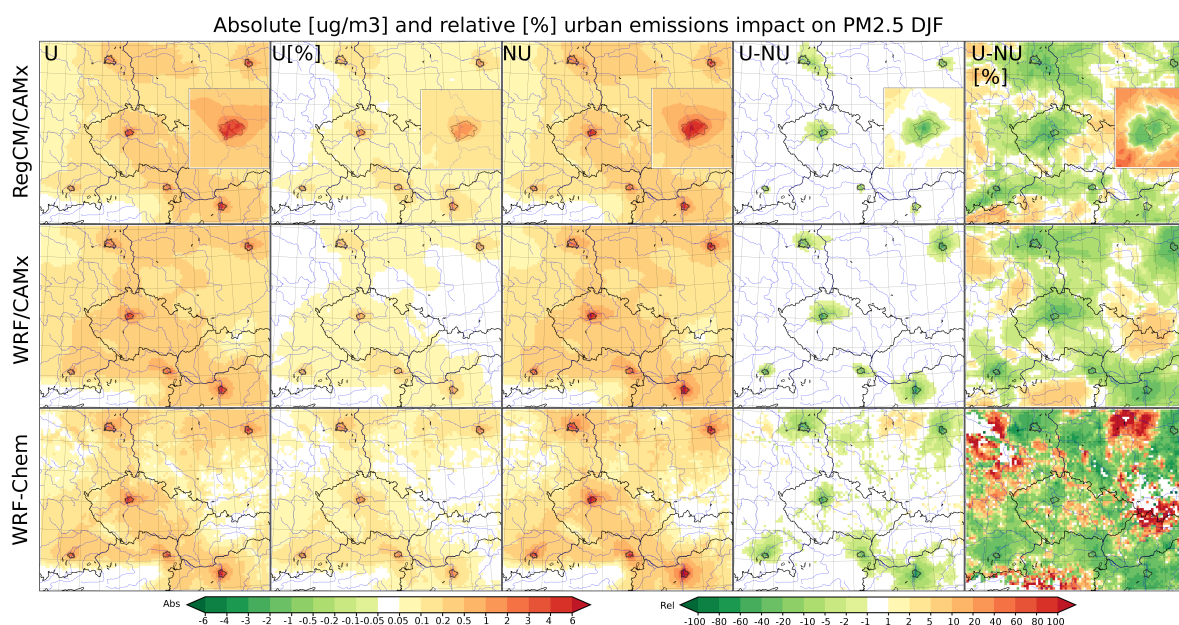 Absolute [ug/m3] and relative [%] urban emissions impact on PM2.5 DJF
U
U[%]
NU
U-NU
U-NU
[%]
RegCM/CAMx
WRF/CAMx
WRF-Chem
Abs
-6 -4 -3 -2 -1 -0.5 -0.2 -0.1 -0.05 0.05 0.1 0.2 0.5 1 2 3 4 6
Rel
-100 -80 -60 -40 -20 -10 -5 -2 -1 1 2 5 10 20 40 60 80 100